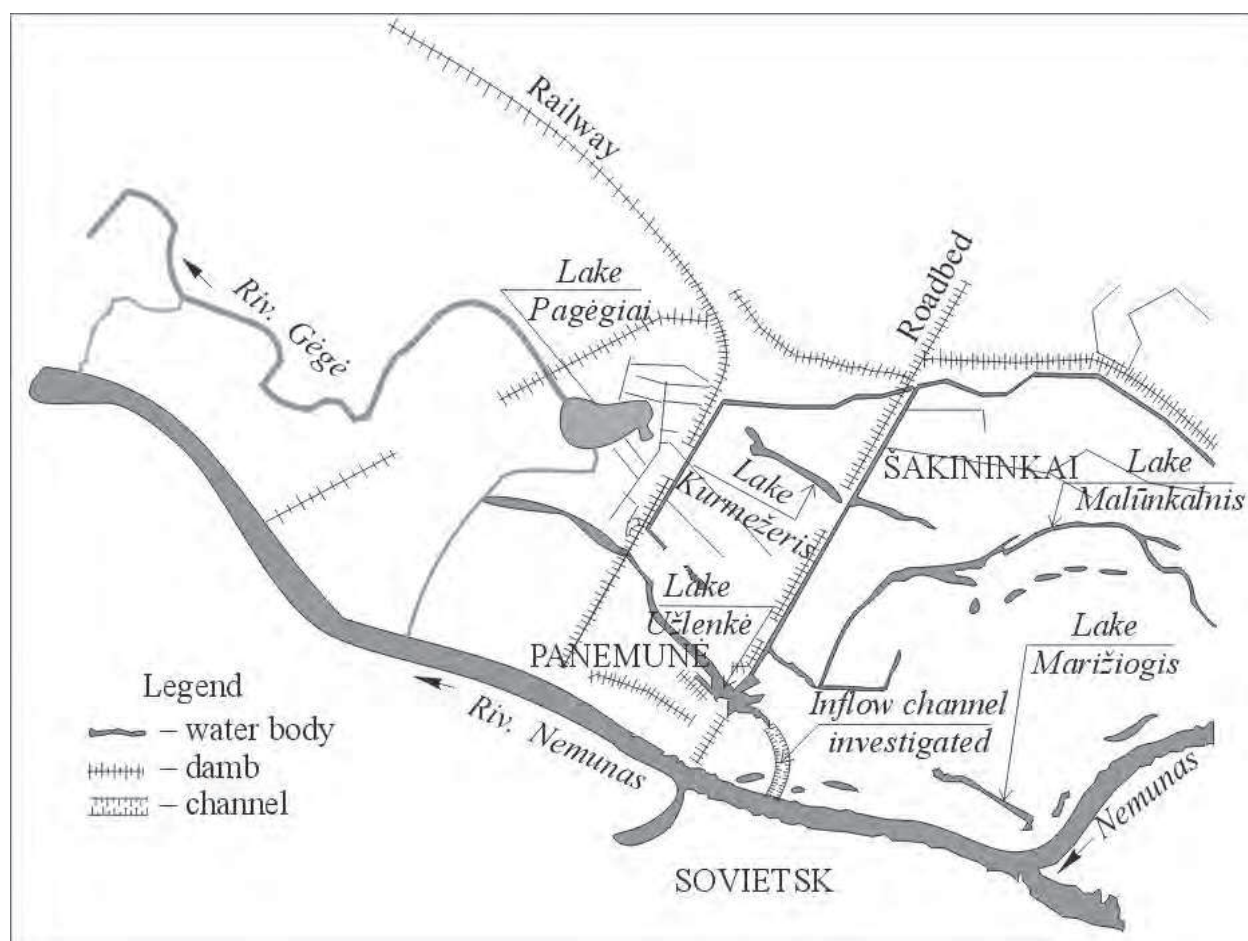 Railway
Roadbed
Lake
Pagėgiai
Riv. Gėgė
ŠAKININKAI
Lake
Malūnkalnis
Lake
Kurmežeris
Lake
Užlenkė
PANEMUNĖ
Lake
Marižiogis
Inflow channel
investigated
Riv. Nemunas
Nemunas
SOVIETSK
Legend
– water body
– damb
– channel